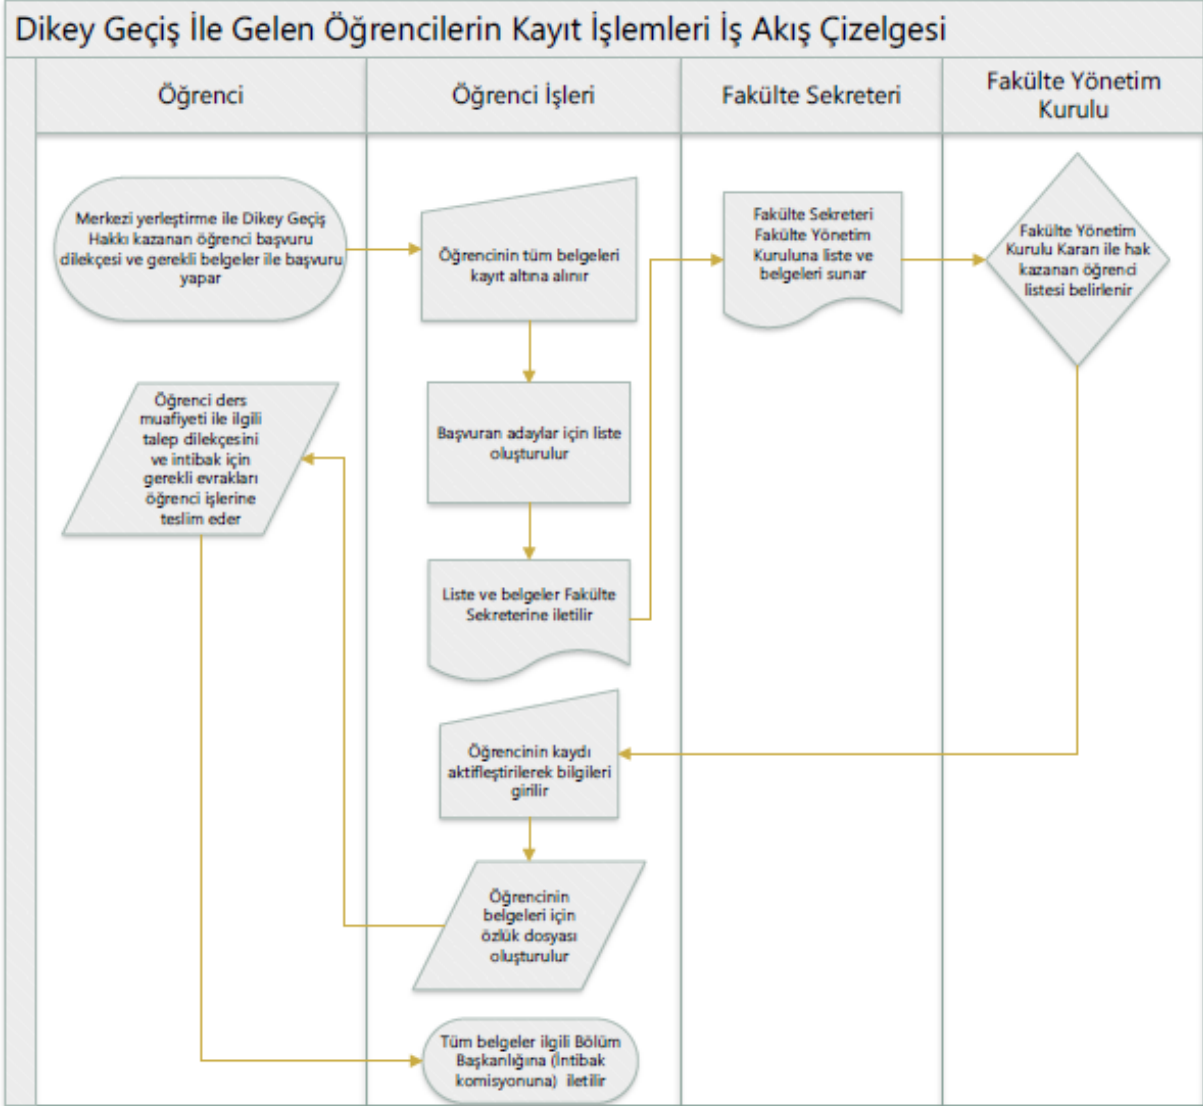 Dikey Geçiş İle Gelen Öğrencilerin Kayıt İşlemleri İş Akış Çizelgesi
Öğrenci
Öğrenci İşleri
Fakülte Sekreteri
Fakülte Yönetim
Kurulu
Merkezi yerleştirme ile Dikey Geçiş
Hakkı kazanan öğrenci başvuru
dilekçesi ve gerekli belgeler ile başvuru
yapar
Öğrencinin tüm belgeleri
kayıt altına alınır
Fakülte Sekreteri
Fakülte Yönetim
Kuruluna liste ve
belgeleri sunar
Fakülte Yönetim
Kurulu Kararı ile hak
kazanan öğrenci
listesi belirlenir
Öğrenci ders
muafiyeti ile ilgili
talep dilekçesini
ve intibak için
gerekli evrakları
öğrenci işlerine
teslim eder
Başvuran adaylar için liste
oluşturulur
Liste ve belgeler Fakülte
Sekreterine iletilir
Öğrencinin kaydı
aktifleştirilerek bilgileri
girilir
Öğrencinin
belgeleri için
özlük dosyası
oluşturulur
Tüm belgeler ilgili Bölüm
Başkanlığına (İntibak
komisyonuna) iletilir